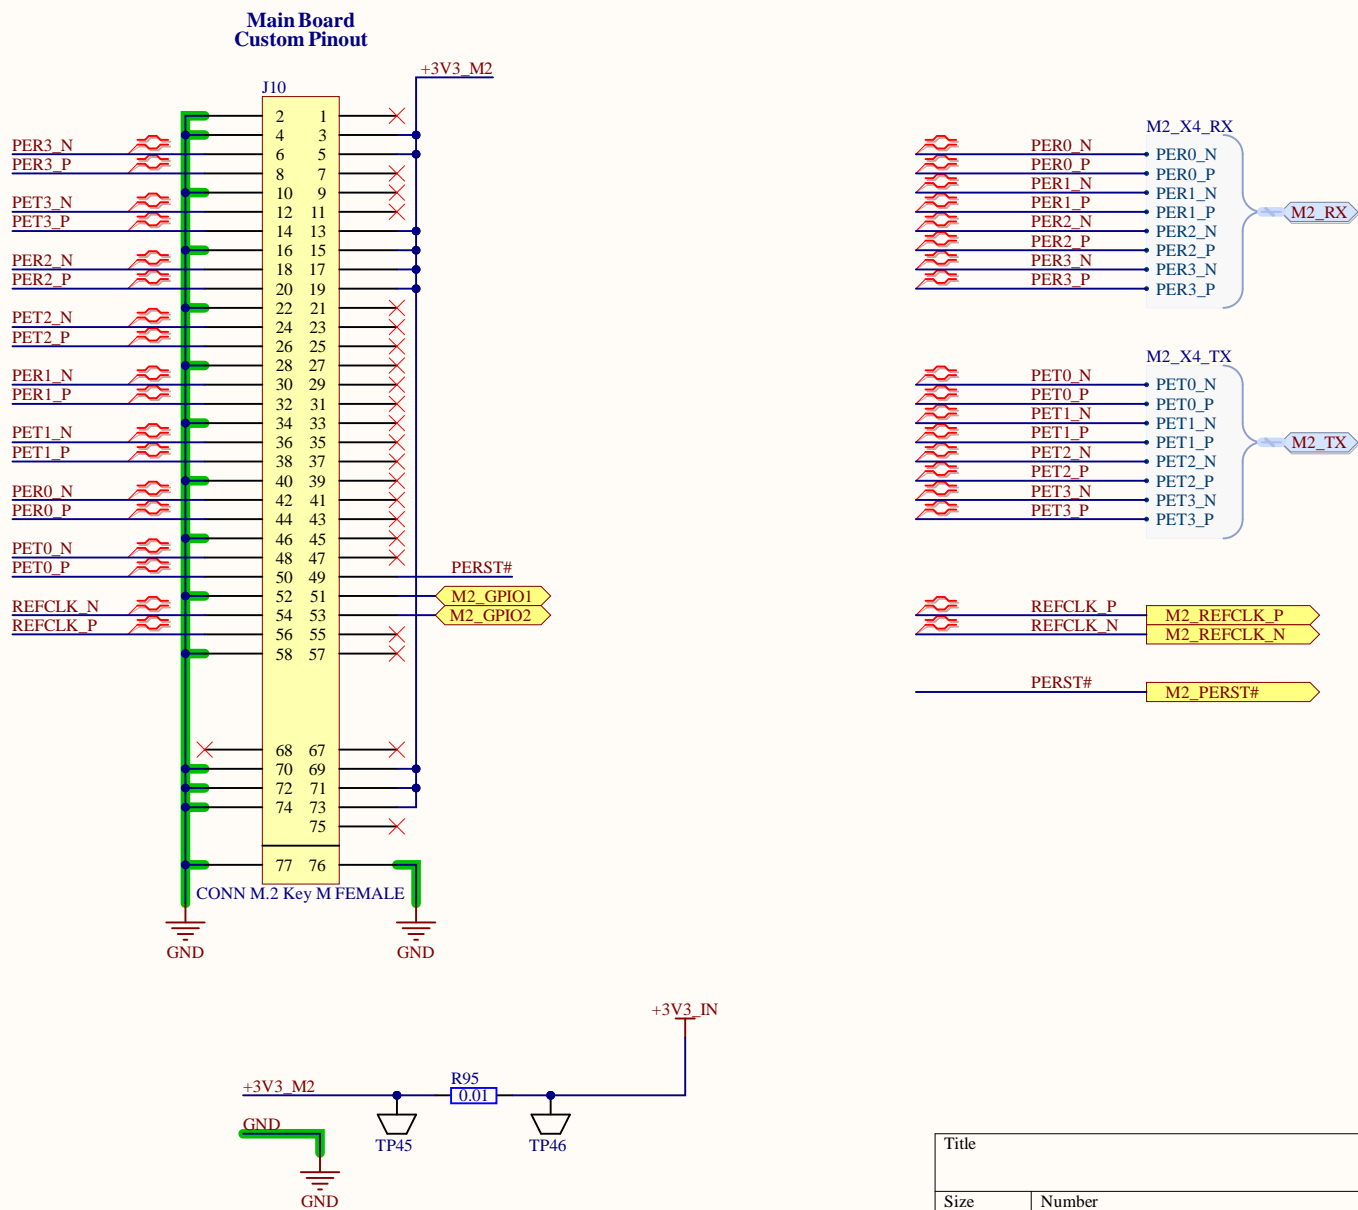 Main Board
Custom Pinout
+3V3_M2
J10
2 1
4 3
PER3_N 6 5
PER3_P 8 7
10 9
PET3_N 12 11
PET3_P 14 13
16 15
PER2_N 18 17
PER2_P 20 19
22 21
PET2_N 24 23
PET2_P 26 25
28 27
PER1_N 30 29
PER1_P 32 31
34 33
PET1_N 36 35
PET1_P 38 37
40 39
PER0_N 42 41
PER0_P 44 43
46 45
PET0_N 48 47
PET0_P 50 49 PERST#
52 51 M2_GPIO1
REFCLK_N 54 53 M2_GPIO2
REFCLK_P 56 55
58 57
68 67
70 69
72 71
74 73
75
77 76
CONN M.2 Key M FEMALE
GND GND
M2_X4_RX
PER0_N PER0_N
PER0_P PER0_P
PER1_N PER1_N
PER1_P PER1_P M2_RX
PER2_N PER2_N
PER2_P PER2_P
PER3_N PER3_N
PER3_P PER3_P
M2_X4_TX
PET0_N PET0_N
PET0_P PET0_P
PET1_N PET1_N
PET1_P PET1_P M2_TX
PET2_N PET2_N
PET2_P PET2_P
PET3_N PET3_N
PET3_P PET3_P
REFCLK_P M2_REFCLK_P
REFCLK_N M2_REFCLK_N
PERST# M2_PERST#
+3V3_IN
+3V3_M2 R95
0.01
GND
TP45 TP46
GND
Title
Size Number